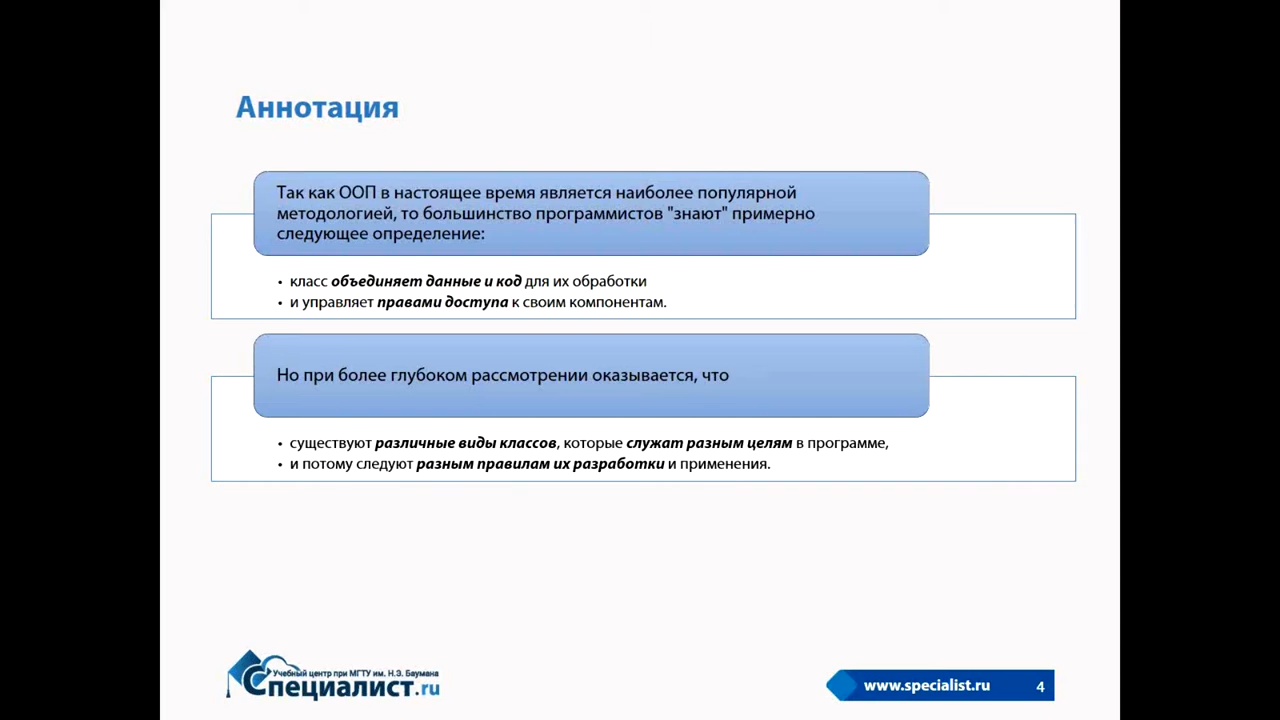 Аннотация
Так как ООП в настоящее время является наиболее популярной
методологией, то большинство программистов "знают" примерно
следующее определение:
• класс объединяет данные и код для их обработки
• и управляет правами доступа к своим компонентам.
Но при более глубоком рассмотрении оказывается, что
• существуют различные виды классов, которые служат разным целям в программе,
• и потому следуют разным правилам их разработки и применения.
Учебный центр при МГТУ им. Н.Э. Баумана
Специалист.ru
www.specialist.ru
4